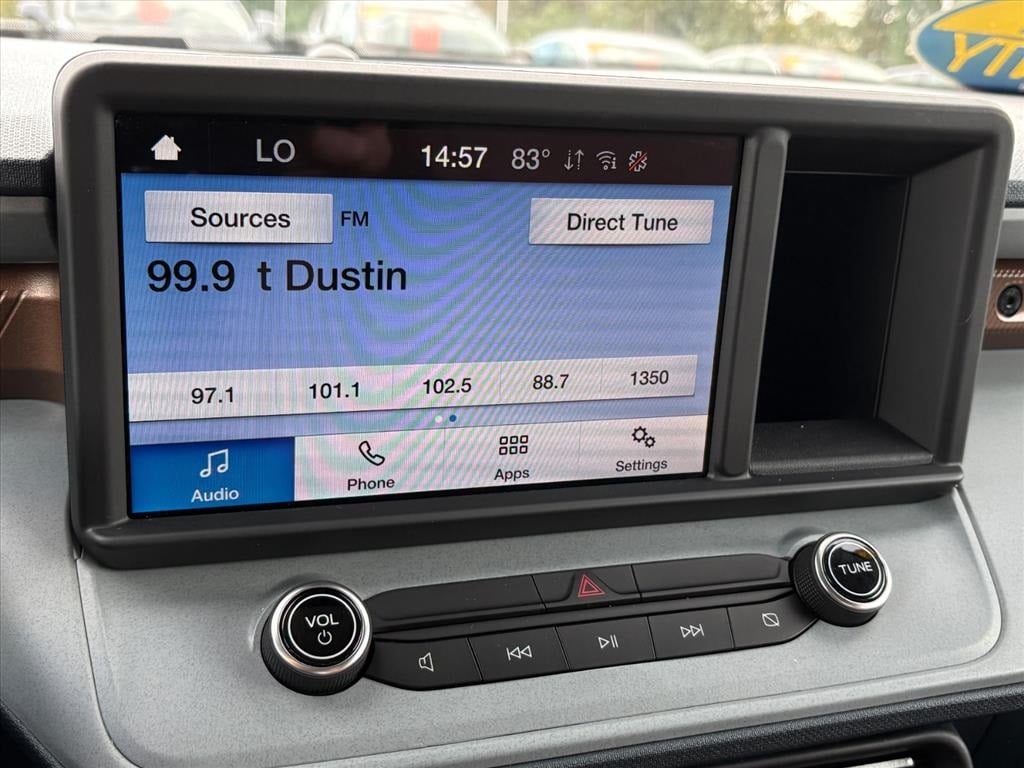 TY
LO 14:57 83°
Sources FM Direct Tune
99.9 t Dustin
97.1 101.1 102.5 88.7 1350
Audio Phone Apps Settings
VOL TUNE